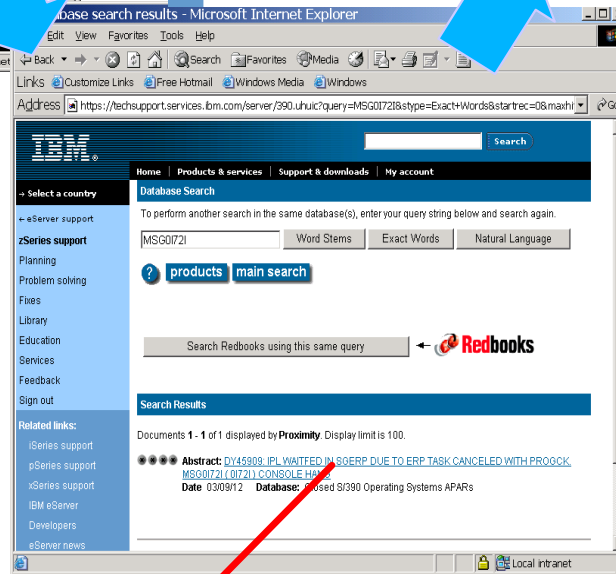 base search results - Microsoft Internet Explorer
Edit View Favorites Tools Help
Back Search Favorites Media
Links Customize Links Free Hotmail Windows Media Windows
Address https://techsupport.services.ibm.com/server/390.uhuic?query=MSG0I72I&stype=Exact+Words&startrec=0&maxhi Go
IBM®
Search
Home | Products & services | Support & downloads | My account
→ Select a country
Database Search
← eServer support
To perform another search in the same database(s), enter your query string below and search again.
zSeries support
MSG0I72I Word Stems Exact Words Natural Language
Planning
? products main search
Problem solving
Fixes
Library
Education
Search Redbooks using this same query ← Redbooks
Services
Feedback
Sign out
Search Results
Related links:
Documents 1 - 1 of 1 displayed by Proximity. Display limit is 100.
iSeries support
pSeries support
xSeries support
IBM eServer
Developers
eServer news
Abstract: DY45909: IPL WAITFED IN SGERP DUE TO ERP TASK CANCELED WITH PROGCK.
MSG0I72I ( 0I72I ) CONSOLE HANG
Date 03/09/12 Database: Closed S/390 Operating Systems APARs
Local intranet